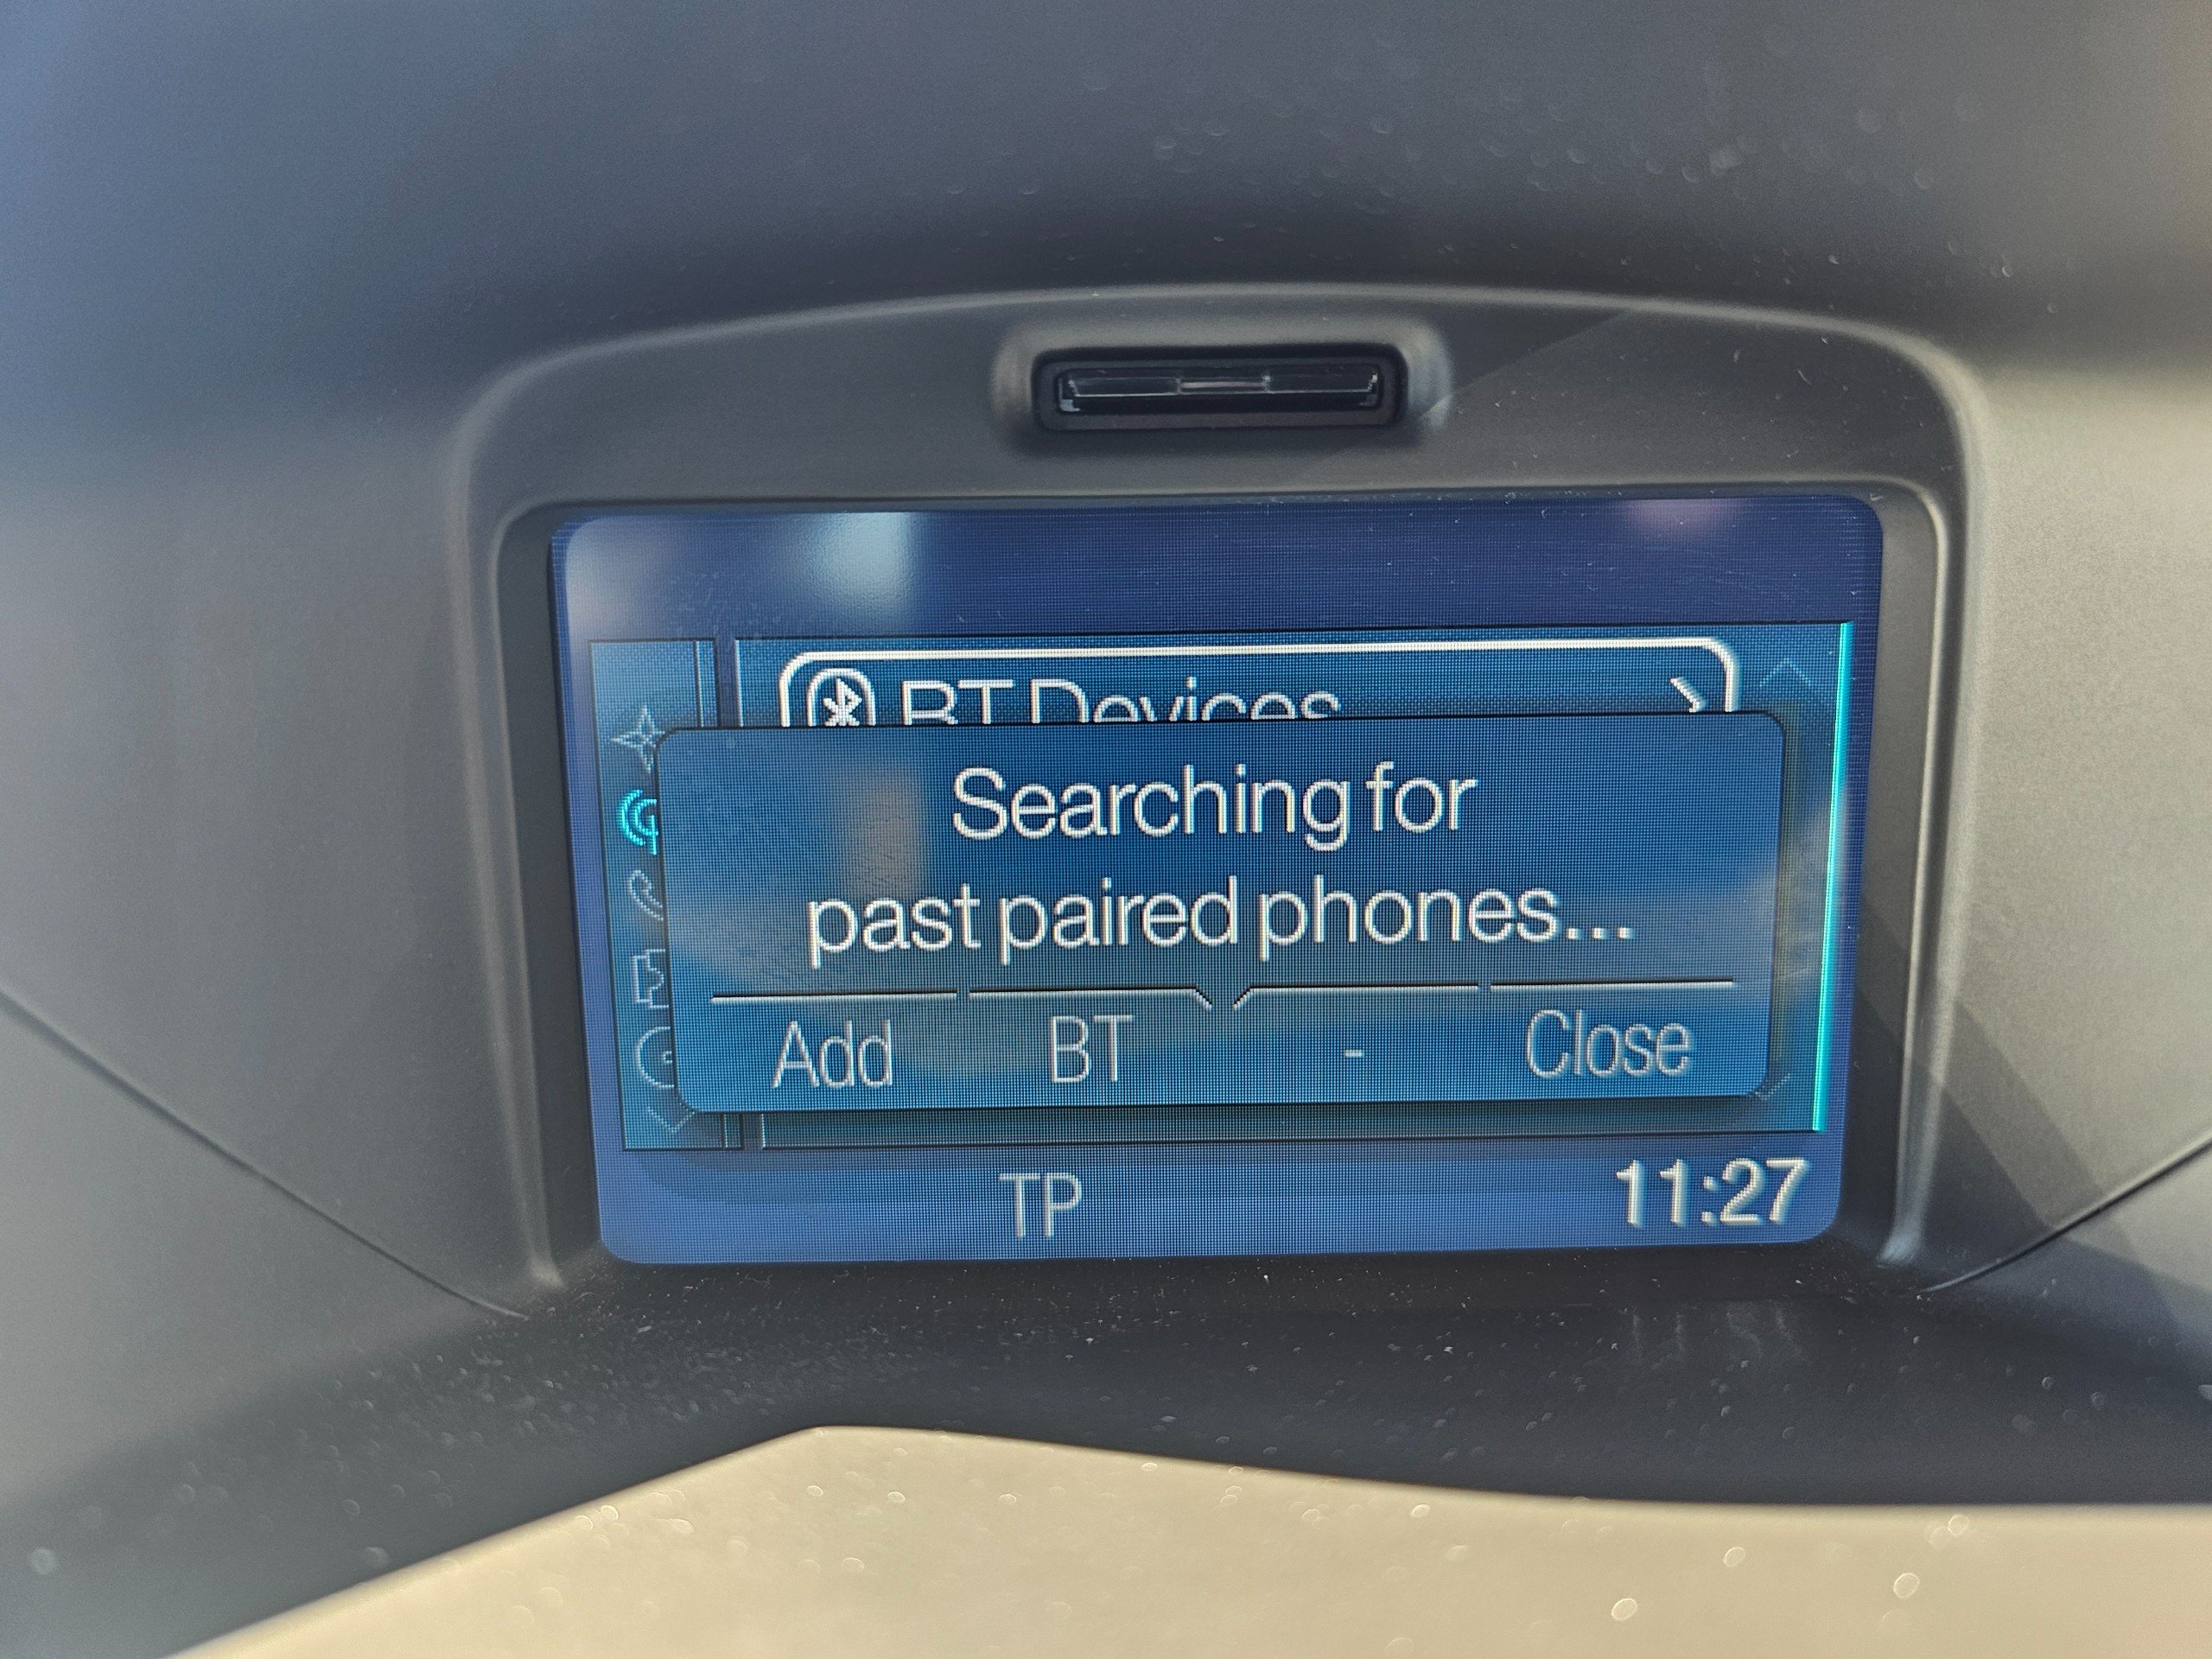 BT Devices
Searching for
past paired phones...
Add BT - Close
TP 11:27